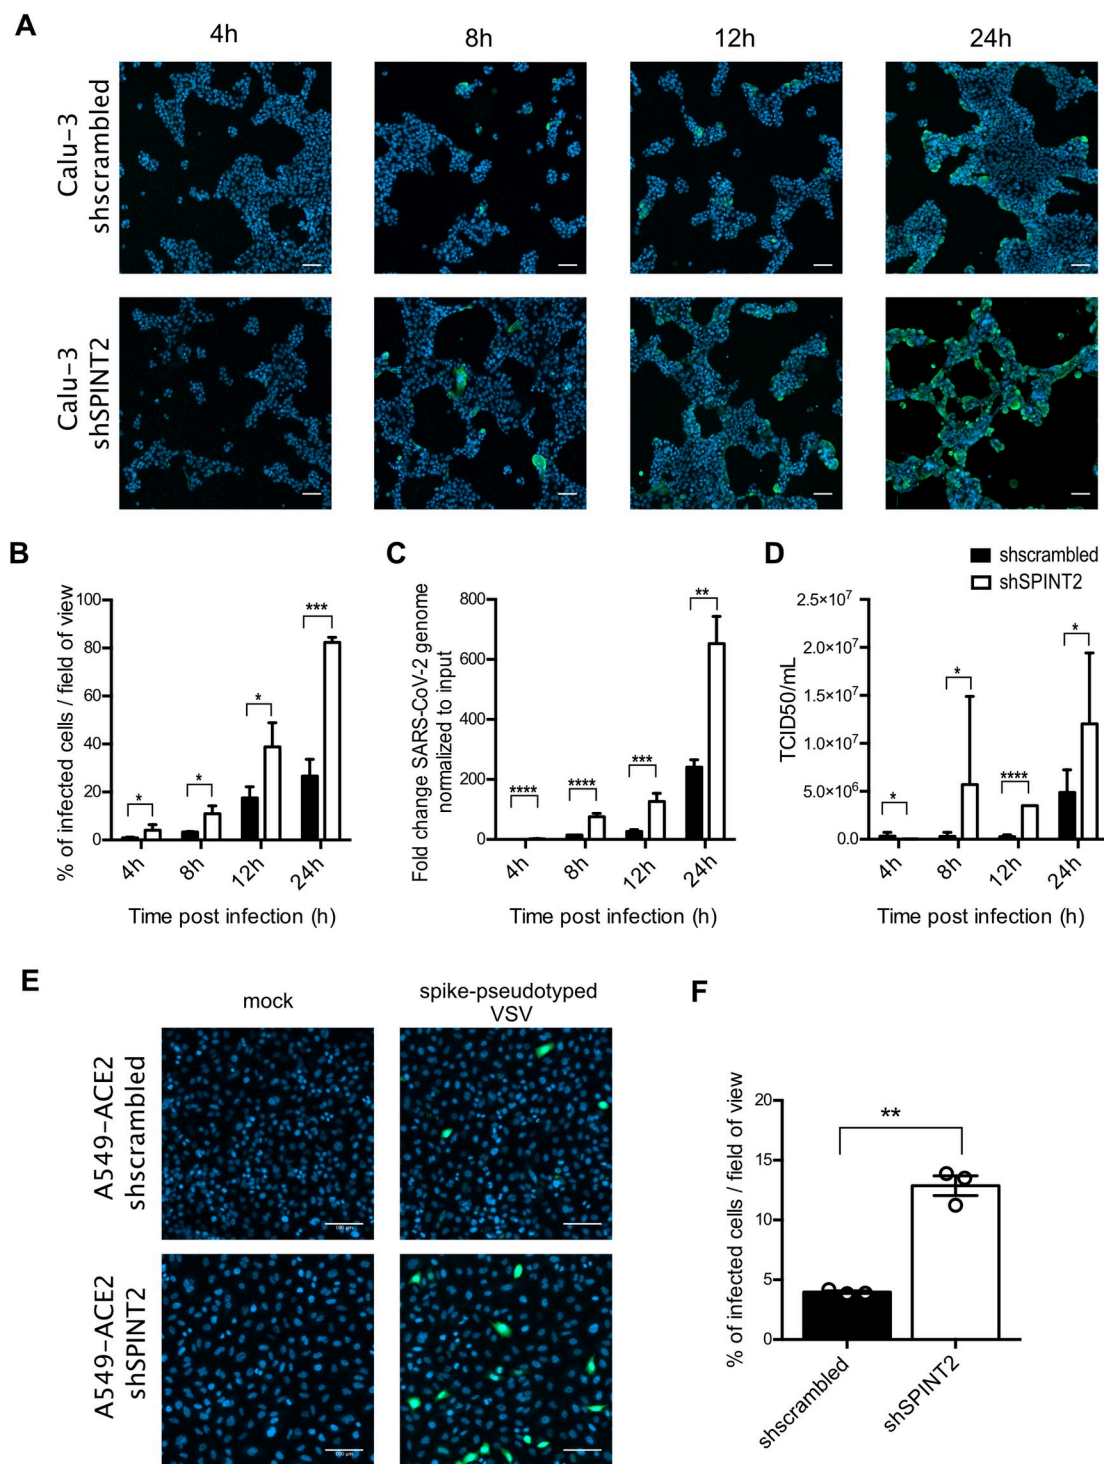 A
4h
8h
12h
24h
Calu-3
shscrambled
Calu-3
shSPINT2
B
% of infected cells / field of view
100
80
60
40
20
0
*
*
*
***
4h
8h
12h
24h
Time post infection (h)
C
Fold change SARS-CoV-2 genome
normalized to input
800
600
400
200
0
****
****
***
**
4h
8h
12h
24h
Time post infection (h)
D
shscrambled
shSPINT2
TCID50/mL
2.5×10⁷
2.0×10⁷
1.5×10⁷
1.0×10⁷
5.0×10⁶
0
*
*
****
*
4h
8h
12h
24h
Time post infection (h)
E
mock
spike-pseudotyped
VSV
A549-ACE2
shscrambled
100 µm
A549-ACE2
shSPINT2
100 µm
F
% of infected cells / field of view
20
15
10
5
0
**
shscrambled
shSPINT2